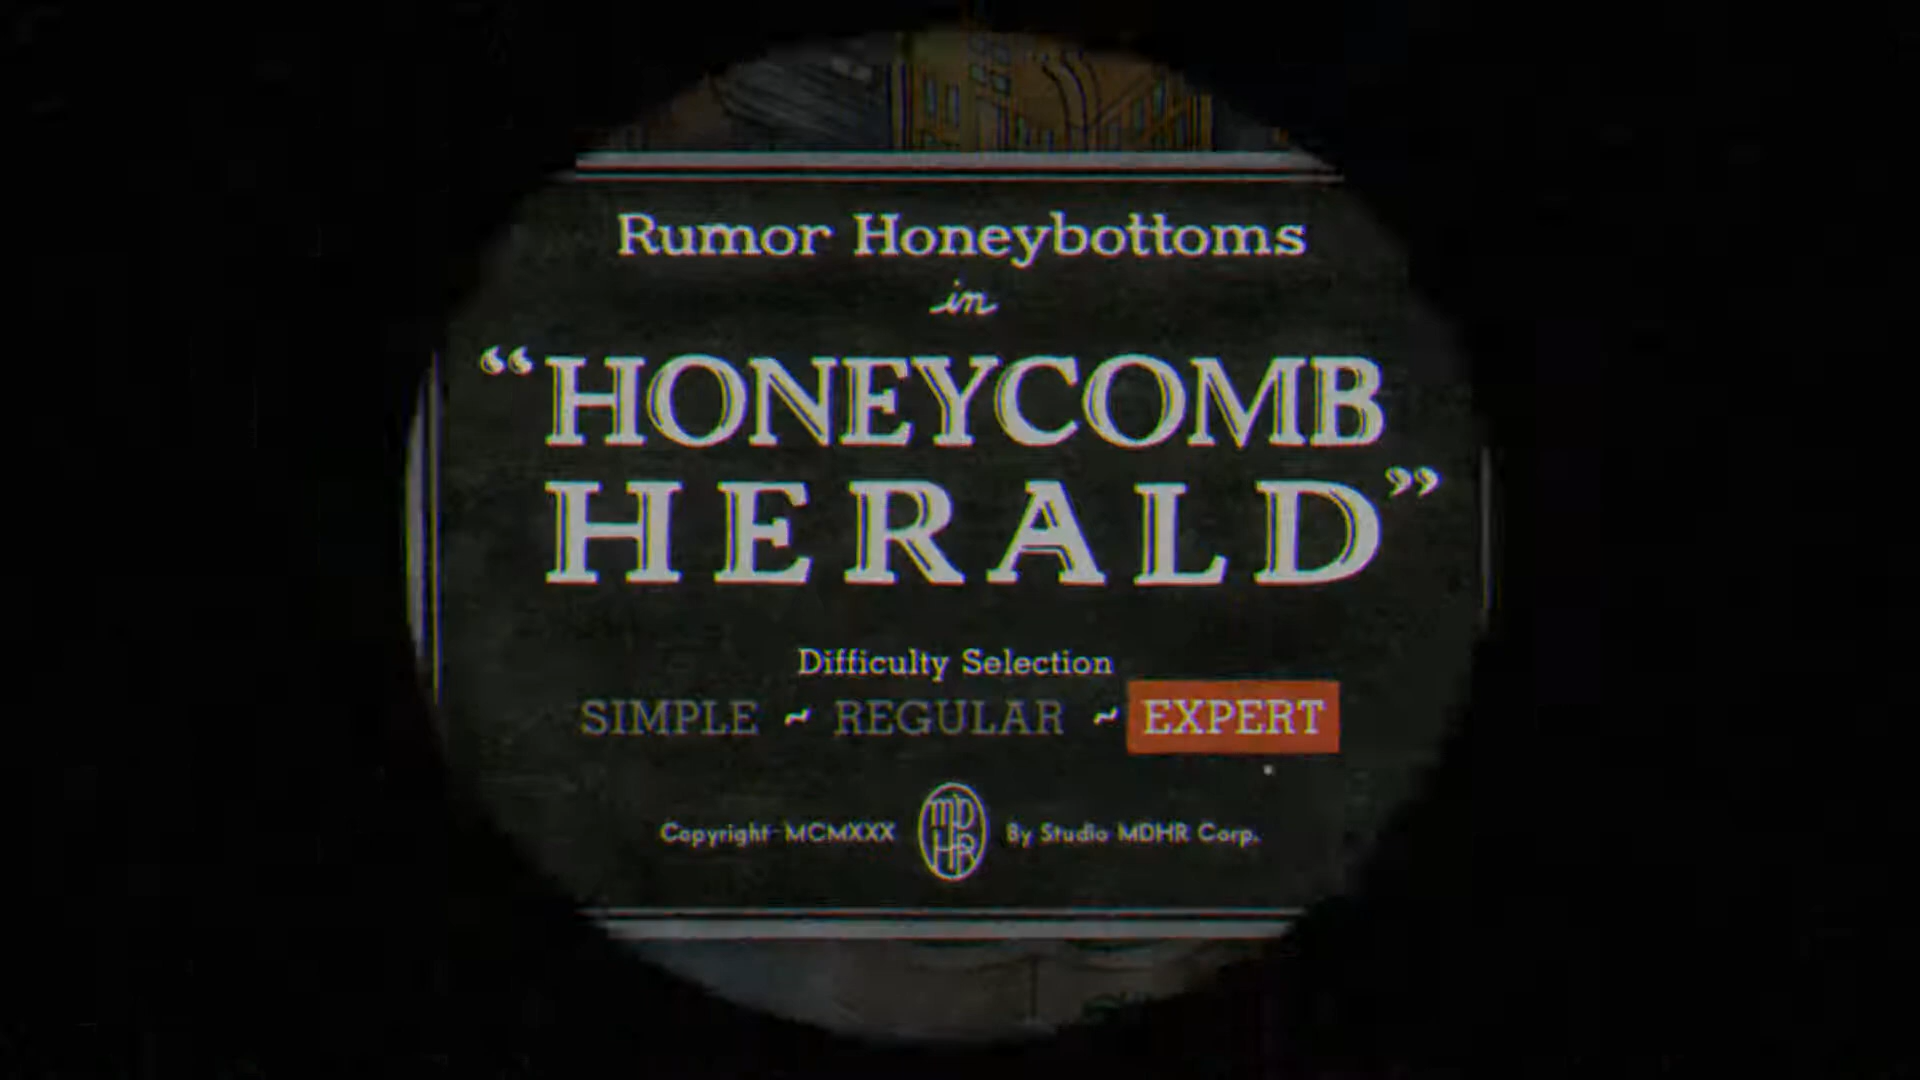 Rumor Honeybottoms
in
“HONEYCOMB
HERALD”
Difficulty Selection
SIMPLE ~ REGULAR ~ EXPERT
Copyright MCMXXX MDHR By Studio MDHR Corp.